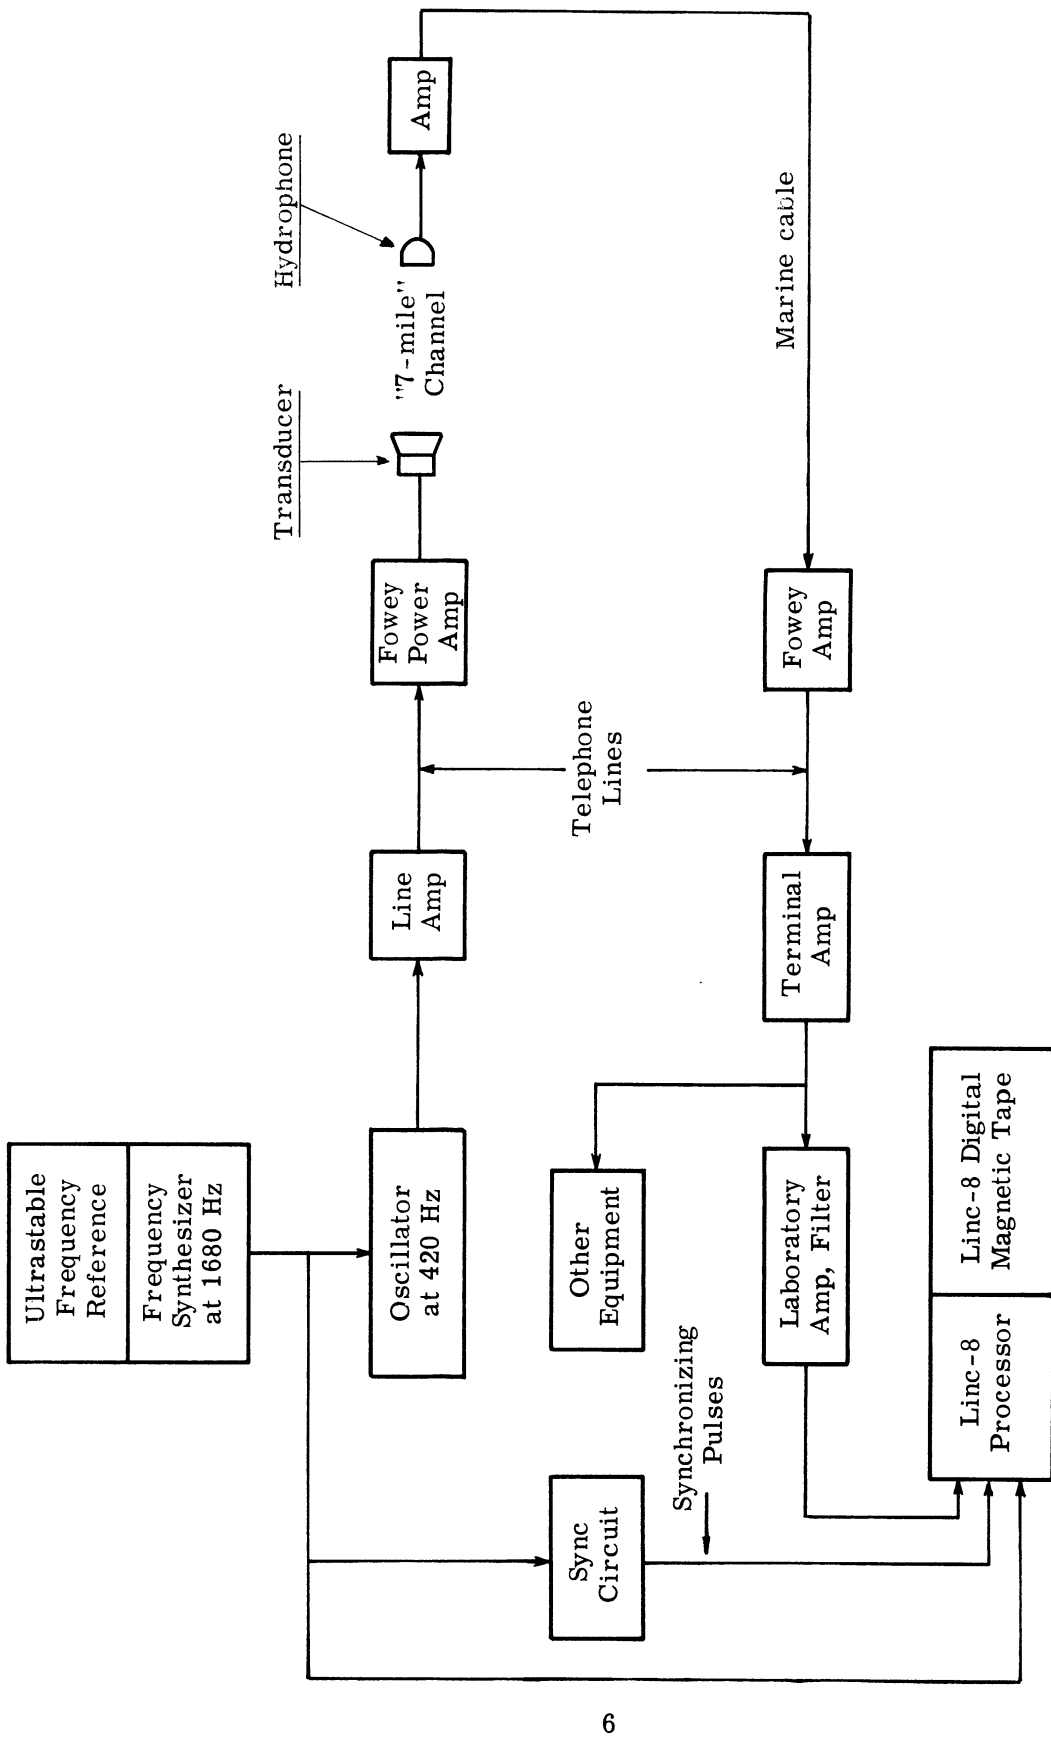 Ultrastable
Frequency
Reference
Frequency
Synthesizer
at 1680 Hz
Oscillator
at 420 Hz
Line
Amp
Fowey
Power
Amp
Transducer
"7-mile"
Channel
Hydrophone
Amp
Sync
Circuit
Synchronizing
Pulses
Other
Equipment
Telephone
Lines
Laboratory
Amp, Filter
Terminal
Amp
Fowey
Amp
Marine cable
Linc-8
Processor
Linc-8 Digital
Magnetic Tape
6